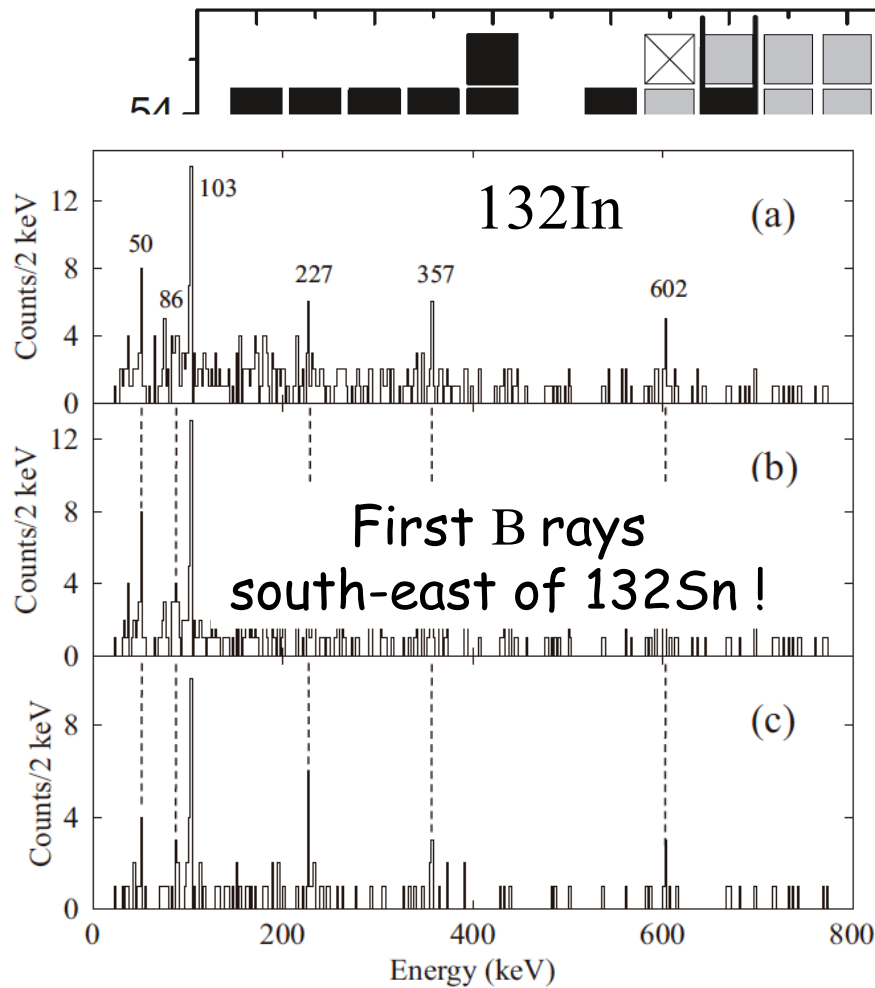 54
Counts/2 keV
12
8
4
0
50
86
103
132In
227
357
602
(a)
Counts/2 keV
12
8
4
0
(b)
First B rays
south-east of 132Sn !
Counts/2 keV
8
4
0
(c)
0 200 400 600 800
Energy (keV)